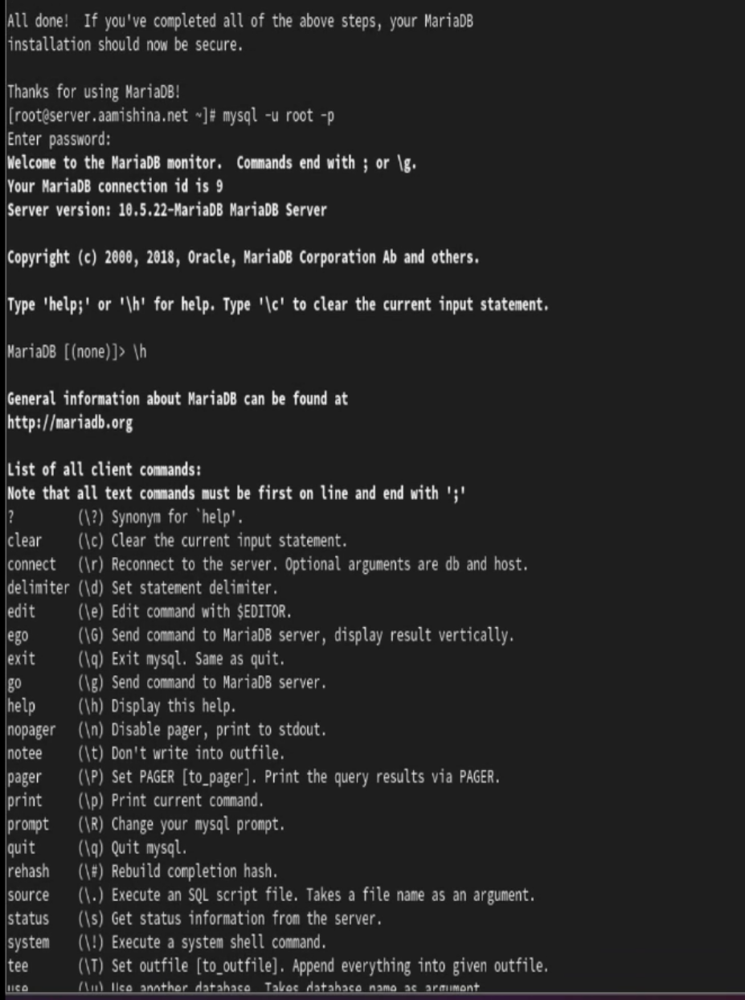 All done!  If you've completed all of the above steps, your MariaDB
installation should now be secure.

Thanks for using MariaDB!
[root@server.aamishina.net ~]# mysql -u root -p
Enter password:
Welcome to the MariaDB monitor.  Commands end with ; or \g.
Your MariaDB connection id is 9
Server version: 10.5.22-MariaDB MariaDB Server

Copyright (c) 2000, 2018, Oracle, MariaDB Corporation Ab and others.

Type 'help;' or '\h' for help. Type '\c' to clear the current input statement.

MariaDB [(none)]> \h

General information about MariaDB can be found at
http://mariadb.org

List of all client commands:
Note that all text commands must be first on line and end with ';'
?         (\?) Synonym for `help'.
clear     (\c) Clear the current input statement.
connect   (\r) Reconnect to the server. Optional arguments are db and host.
delimiter (\d) Set statement delimiter.
edit      (\e) Edit command with $EDITOR.
ego       (\G) Send command to MariaDB server, display result vertically.
exit      (\q) Exit mysql. Same as quit.
go        (\g) Send command to MariaDB server.
help      (\h) Display this help.
nopager   (\n) Disable pager, print to stdout.
notee     (\t) Don't write into outfile.
pager     (\P) Set PAGER [to_pager]. Print the query results via PAGER.
print     (\p) Print current command.
prompt    (\R) Change your mysql prompt.
quit      (\q) Quit mysql.
rehash    (\#) Rebuild completion hash.
source    (\.) Execute an SQL script file. Takes a file name as an argument.
status    (\s) Get status information from the server.
system    (\!) Execute a system shell command.
tee       (\T) Set outfile [to_outfile]. Append everything into given outfile.
use       (\u) Use another database. Takes database name as argument